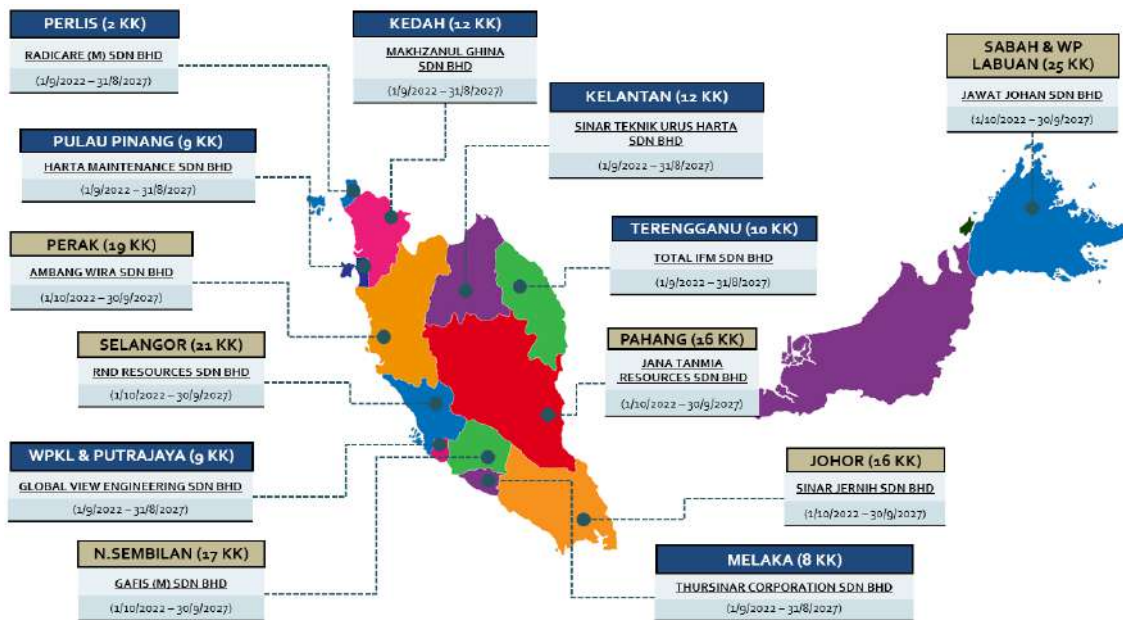 PERLIS (2 KK)
RADICARE (M) SDN BHD
(1/9/2022 – 31/8/2027)
KEDAH (12 KK)
MAKHZANUL GHINA
SDN BHD
(1/9/2022 – 31/8/2027)
SABAH & WP
LABUAN (25 KK)
JAWAT JOHAN SDN BHD
(1/10/2022 – 30/9/2027)
KELANTAN (12 KK)
SINAR TEKNIK URUS HARTA
SDN BHD
(1/9/2022 – 31/8/2027)
PULAU PINANG (9 KK)
HARTA MAINTENANCE SDN BHD
(1/9/2022 – 31/8/2027)
PERAK (19 KK)
AMBANG WIRA SDN BHD
(1/10/2022 – 30/9/2027)
TERENGGANU (10 KK)
TOTAL IFM SDN BHD
(1/9/2022 – 31/8/2027)
SELANGOR (21 KK)
RND RESOURCES SDN BHD
(1/10/2022 – 30/9/2027)
PAHANG (16 KK)
JANA TANMIA
RESOURCES SDN BHD
(1/10/2022 – 30/9/2027)
WPKL & PUTRAJAYA (9 KK)
GLOBAL VIEW ENGINEERING SDN BHD
(1/9/2022 – 31/8/2027)
JOHOR (16 KK)
SINAR JERNIH SDN BHD
(1/10/2022 – 30/9/2027)
N.SEMBILAN (17 KK)
GAFIS (M) SDN BHD
(1/10/2022 – 30/9/2027)
MELAKA (8 KK)
THURSINAR CORPORATION SDN BHD
(1/9/2022 – 31/8/2027)